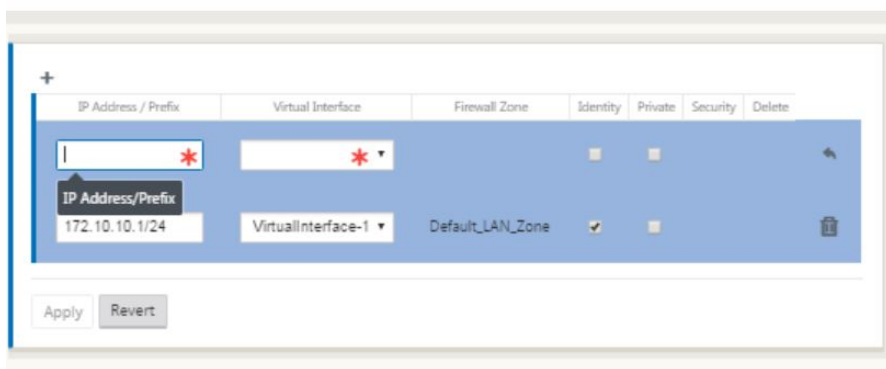 +
IP Address / Prefix Virtual Interface Firewall Zone Identity Private Security Delete
*
*
IP Address/Prefix
172.10.10.1/24 VirtualInterface-1 Default_LAN_Zone
Apply Revert